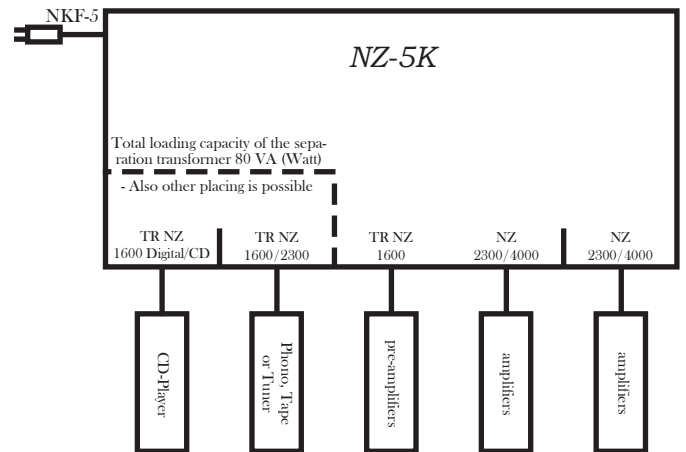 NKF-5
NZ-5K
Total loading capacity of the sepa-
ration transformer 80 VA (Watt)
- Also other placing is possible
TR NZ
1600 Digital/CD
TR NZ
1600/2300
TR NZ
1600
NZ
2300/4000
NZ
2300/4000
CD-Player
Phono, Tape
or Tuner
pre-amplifiers
amplifiers
amplifiers